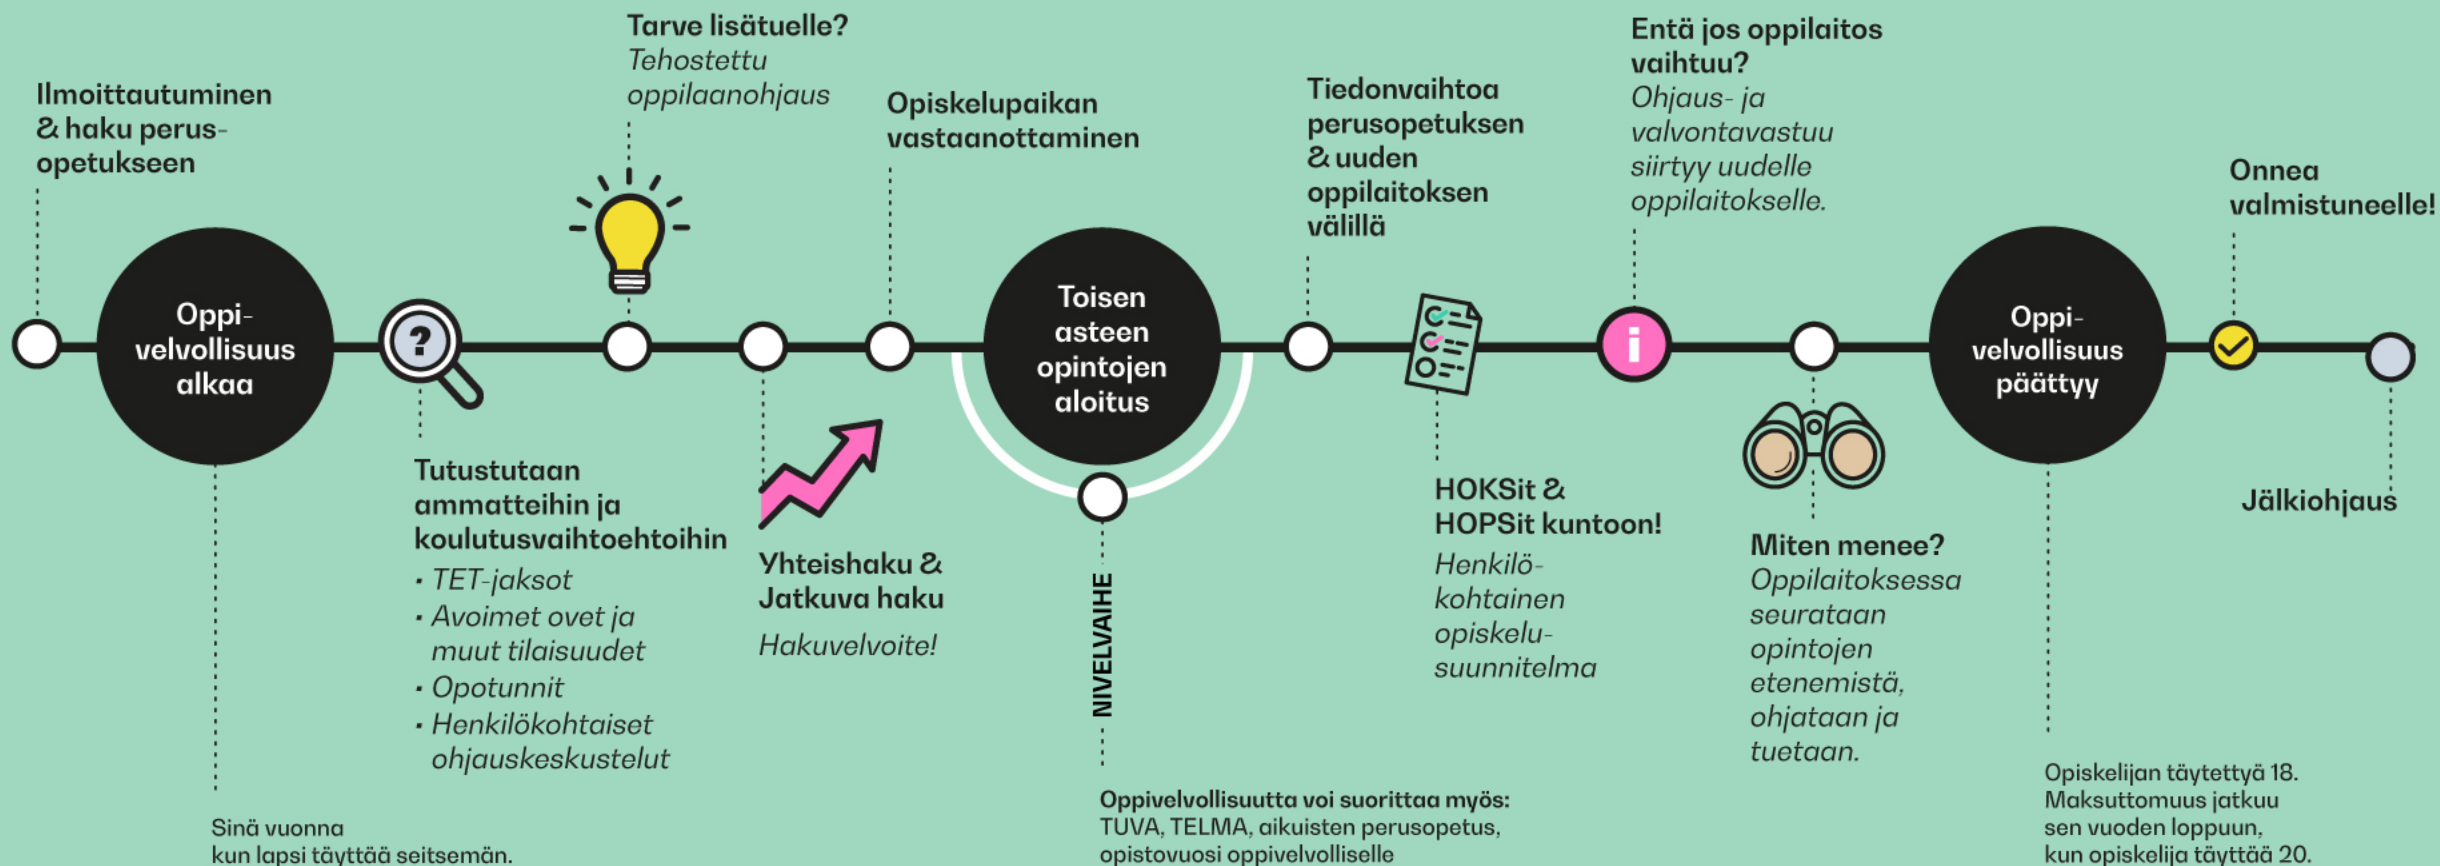 Ilmoittautuminen
& haku perus-
opetukseen
Oppi-
velvollisuus
alkaa
Sinä vuonna
kun lapsi täyttää seitsemän.
?
Tutustutaan
ammatteihin ja
koulutusvaihtoehtoihin
• TET-jaksot
• Avoimet ovet ja
muut tilaisuudet
• Opotunnit
• Henkilökohtaiset
ohjauskeskustelut
Tarve lisätuelle?
Tehostettu
oppilaanohjaus
Yhteishaku &
Jatkuva haku
Hakuvelvoite!
Opiskelupaikan
vastaanottaminen
Toisen
asteen
opintojen
aloitus
NIVELVAIHE
Oppivelvollisuutta voi suorittaa myös:
TUVA, TELMA, aikuisten perusopetus,
opistovuosi oppivelvolliselle
Tiedonvaihtoa
perusopetuksen
& uuden
oppilaitoksen
välillä
HOKSit &
HOPSit kuntoon!
Henkilö-
kohtainen
opiskelu-
suunnitelma
Entä jos oppilaitos
vaihtuu?
Ohjaus- ja
valvontavastuu
siirtyy uudelle
oppilaitokselle.
i
Miten menee?
Oppilaitoksessa
seurataan
opintojen
etenemistä,
ohjataan ja
tuetaan.
Oppi-
velvollisuus
päättyy
Opiskelijan täytettyä 18.
Maksuttomuus jatkuu
sen vuoden loppuun,
kun opiskelija täyttää 20.
Onnea
valmistuneelle!
Jälkiohjaus